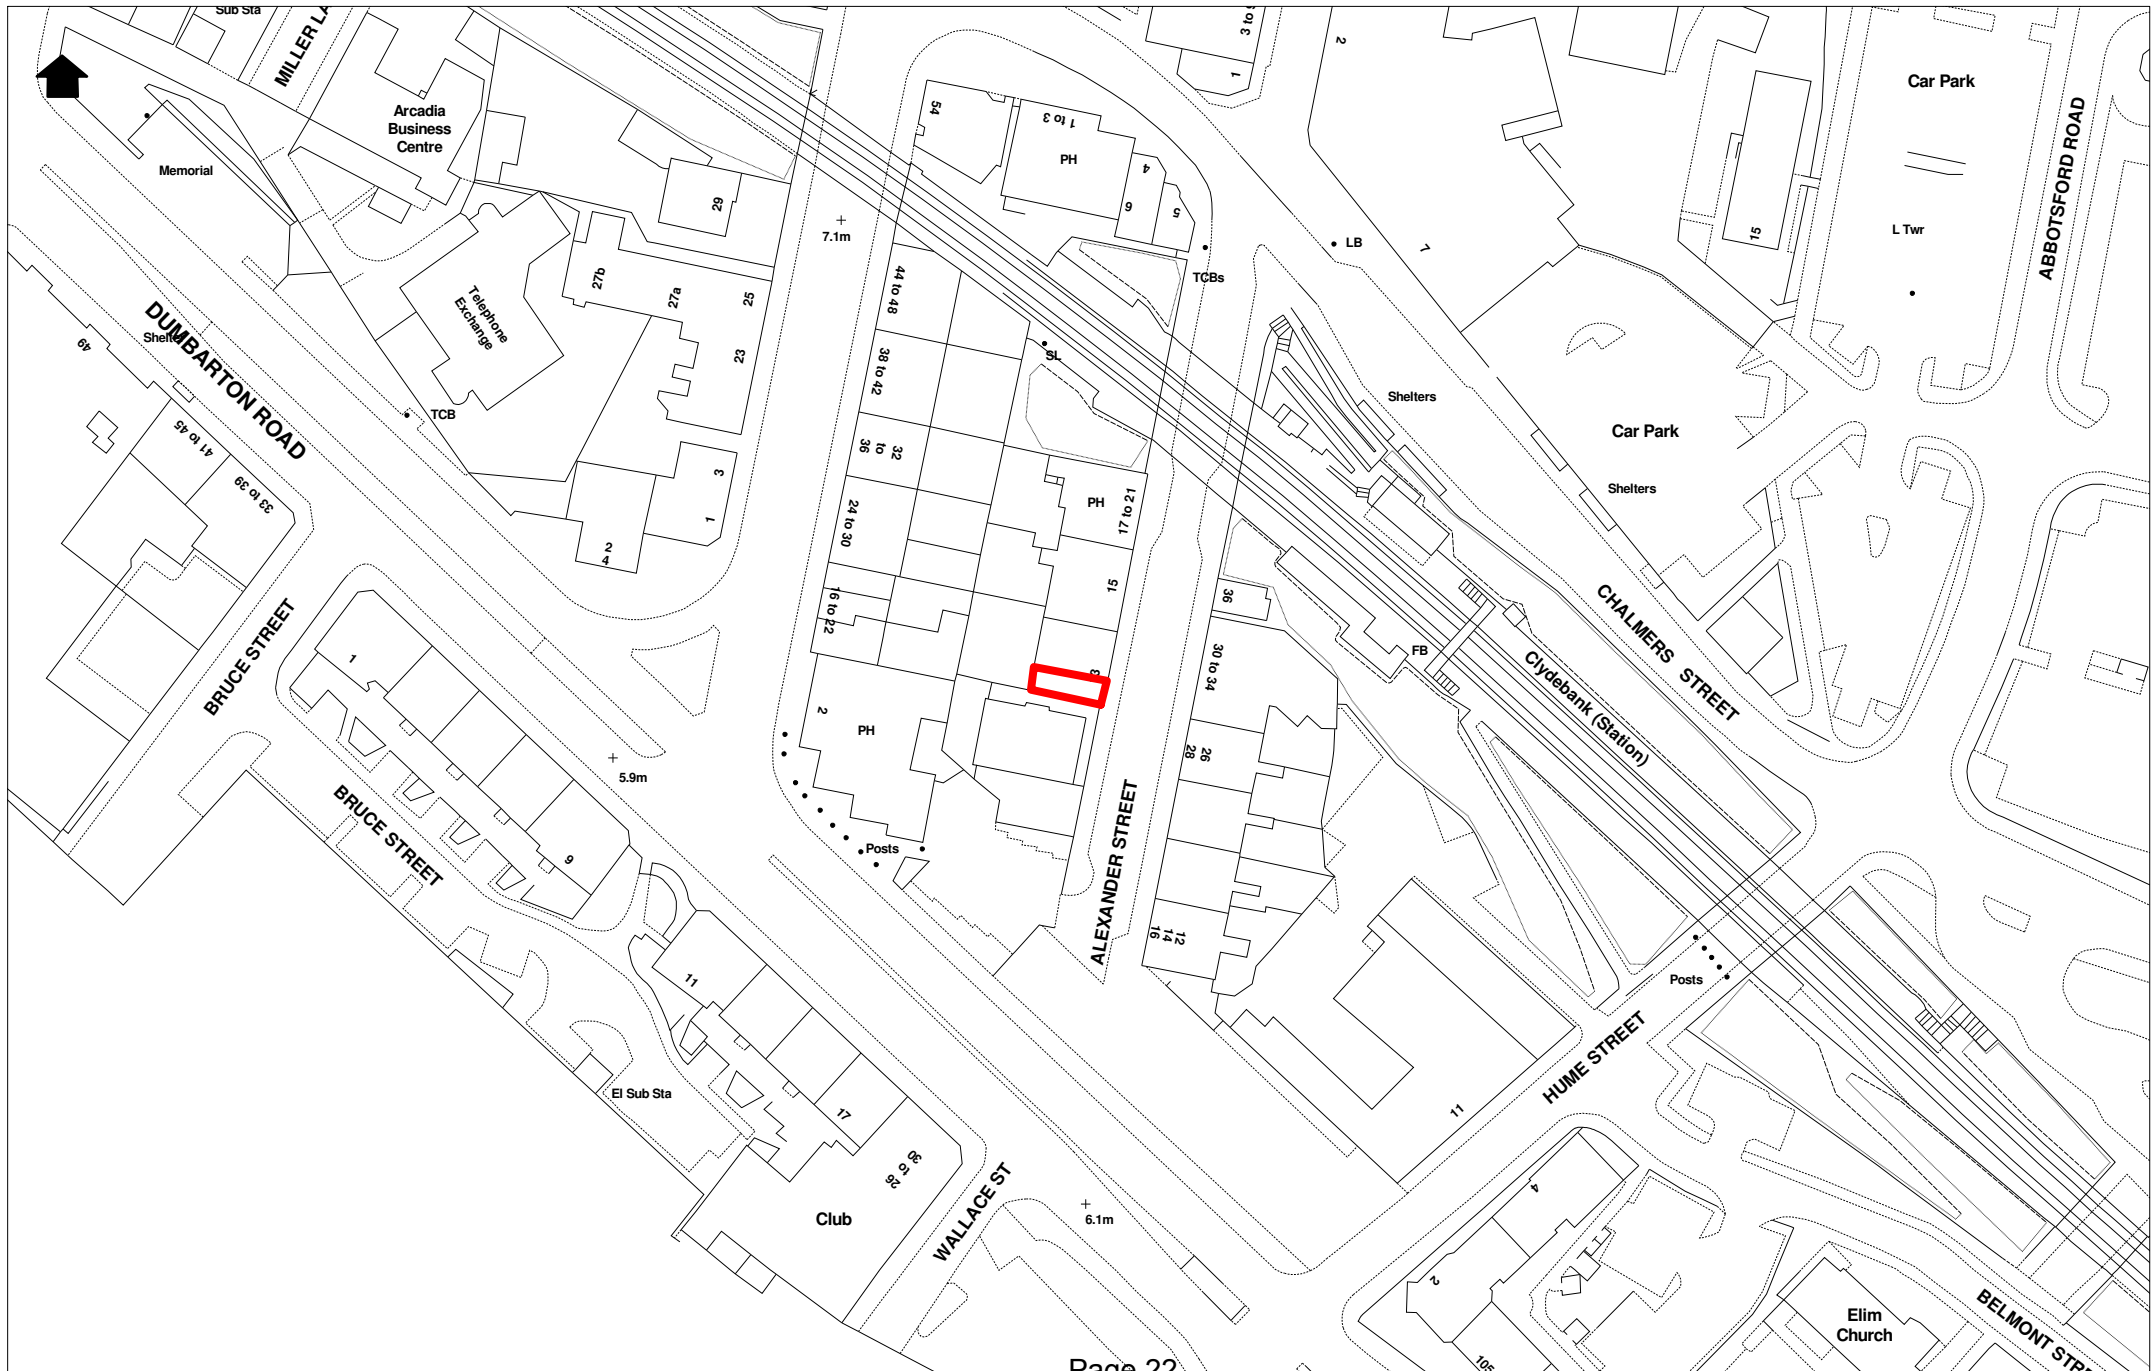 Sub Sta
MILLER LA
Arcadia
Business
Centre
Memorial
54
1 to 3
PH
4
6
5
3 to 9
1
2
Car Park
ABBOTSFORD ROAD
29
7.1m
LB
7
15
L Twr
TCBs
27b
27a
25
23
Telephone
Exchange
44 to 48
DUMBARTON ROAD
Shelter
49
SL
38 to 42
Shelters
Car Park
TCB
41 to 45
32
to
36
33 to 39
3
1
PH
17 to 21
Shelters
24 to 30
2
4
15
16 to 22
36
CHALMERS STREET
BRUCE STREET
1
3
30 to 34
FB
Clydebank (Station)
2
PH
26
28
5.9m
BRUCE STREET
9
Posts
ALEXANDER STREET
12
14
16
11
Posts
HUME STREET
El Sub Sta
17
11
30 to 26
Club
WALLACE ST
6.1m
4
2
105
Elim
Church
BELMONT STRE
Page 22